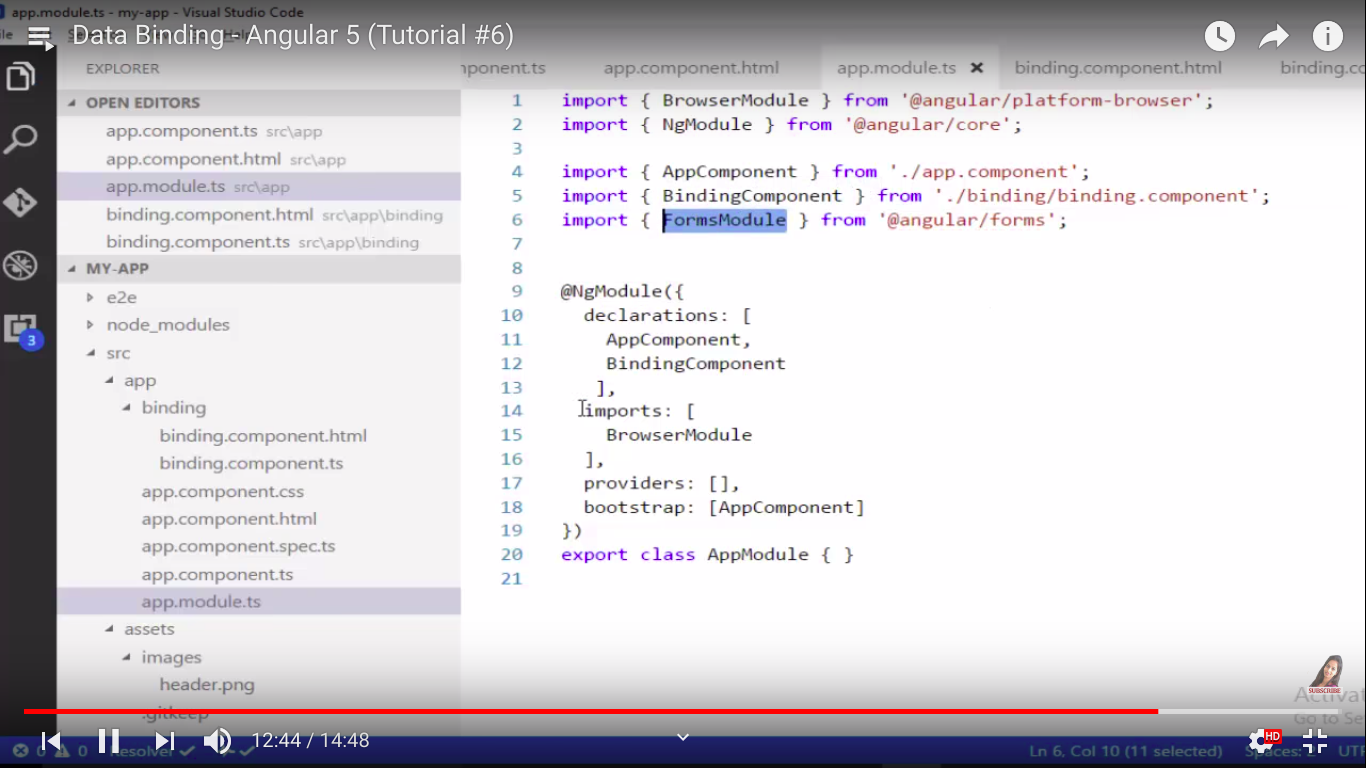 app.module.ts - my-app - Visual Studio Code
Data Binding - Angular 5 (Tutorial #6)
EXPLORER
nponent.ts
app.component.html
app.module.ts
binding.component.html
binding.co
OPEN EDITORS
app.component.ts src\app
app.component.html src\app
app.module.ts src\app
binding.component.html src\app\binding
binding.component.ts src\app\binding
MY-APP
e2e
node_modules
src
app
binding
binding.component.html
binding.component.ts
app.component.css
app.component.html
app.component.spec.ts
app.component.ts
app.module.ts
assets
images
header.png
.gitkeep
3
1 import { BrowserModule } from '@angular/platform-browser';
2 import { NgModule } from '@angular/core';
3
4 import { AppComponent } from './app.component';
5 import { BindingComponent } from './binding/binding.component';
6 import { FormsModule } from '@angular/forms';
7
8
9 @NgModule({
10 declarations: [
11 AppComponent,
12 BindingComponent
13 ],
14 imports: [
15 BrowserModule
16 ],
17 providers: [],
18 bootstrap: [AppComponent]
19 })
20 export class AppModule { }
21
SUBSCRIBE
Activat
Go to Se
12:44 / 14:48
HD
0 0 Resolver
Ln 6, Col 10 (11 selected) Spaces: 2 UTF